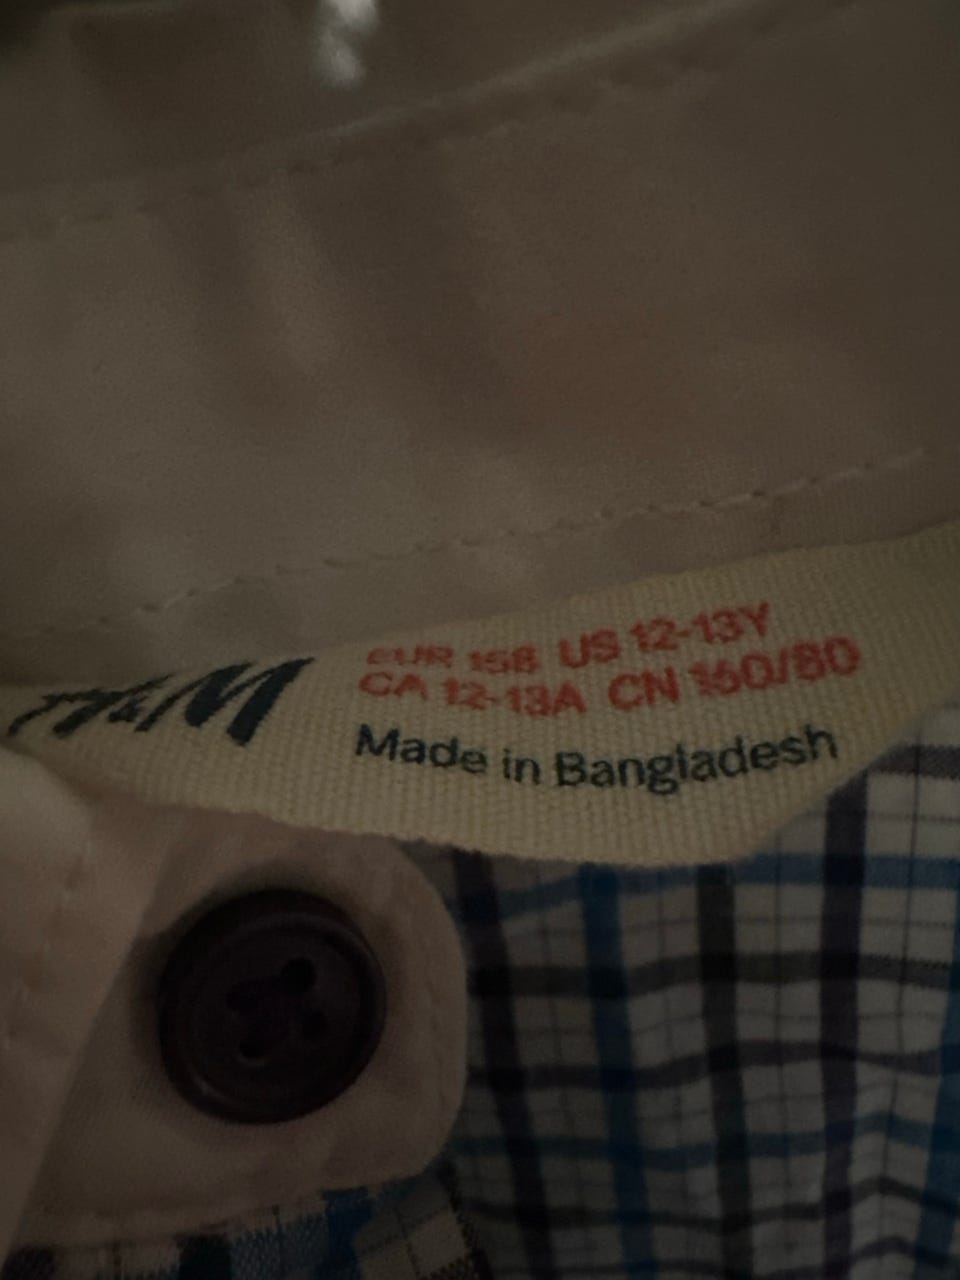 H&M
EUR 158 US 12-13Y
CA 12-13A CN 160/80
Made in Bangladesh